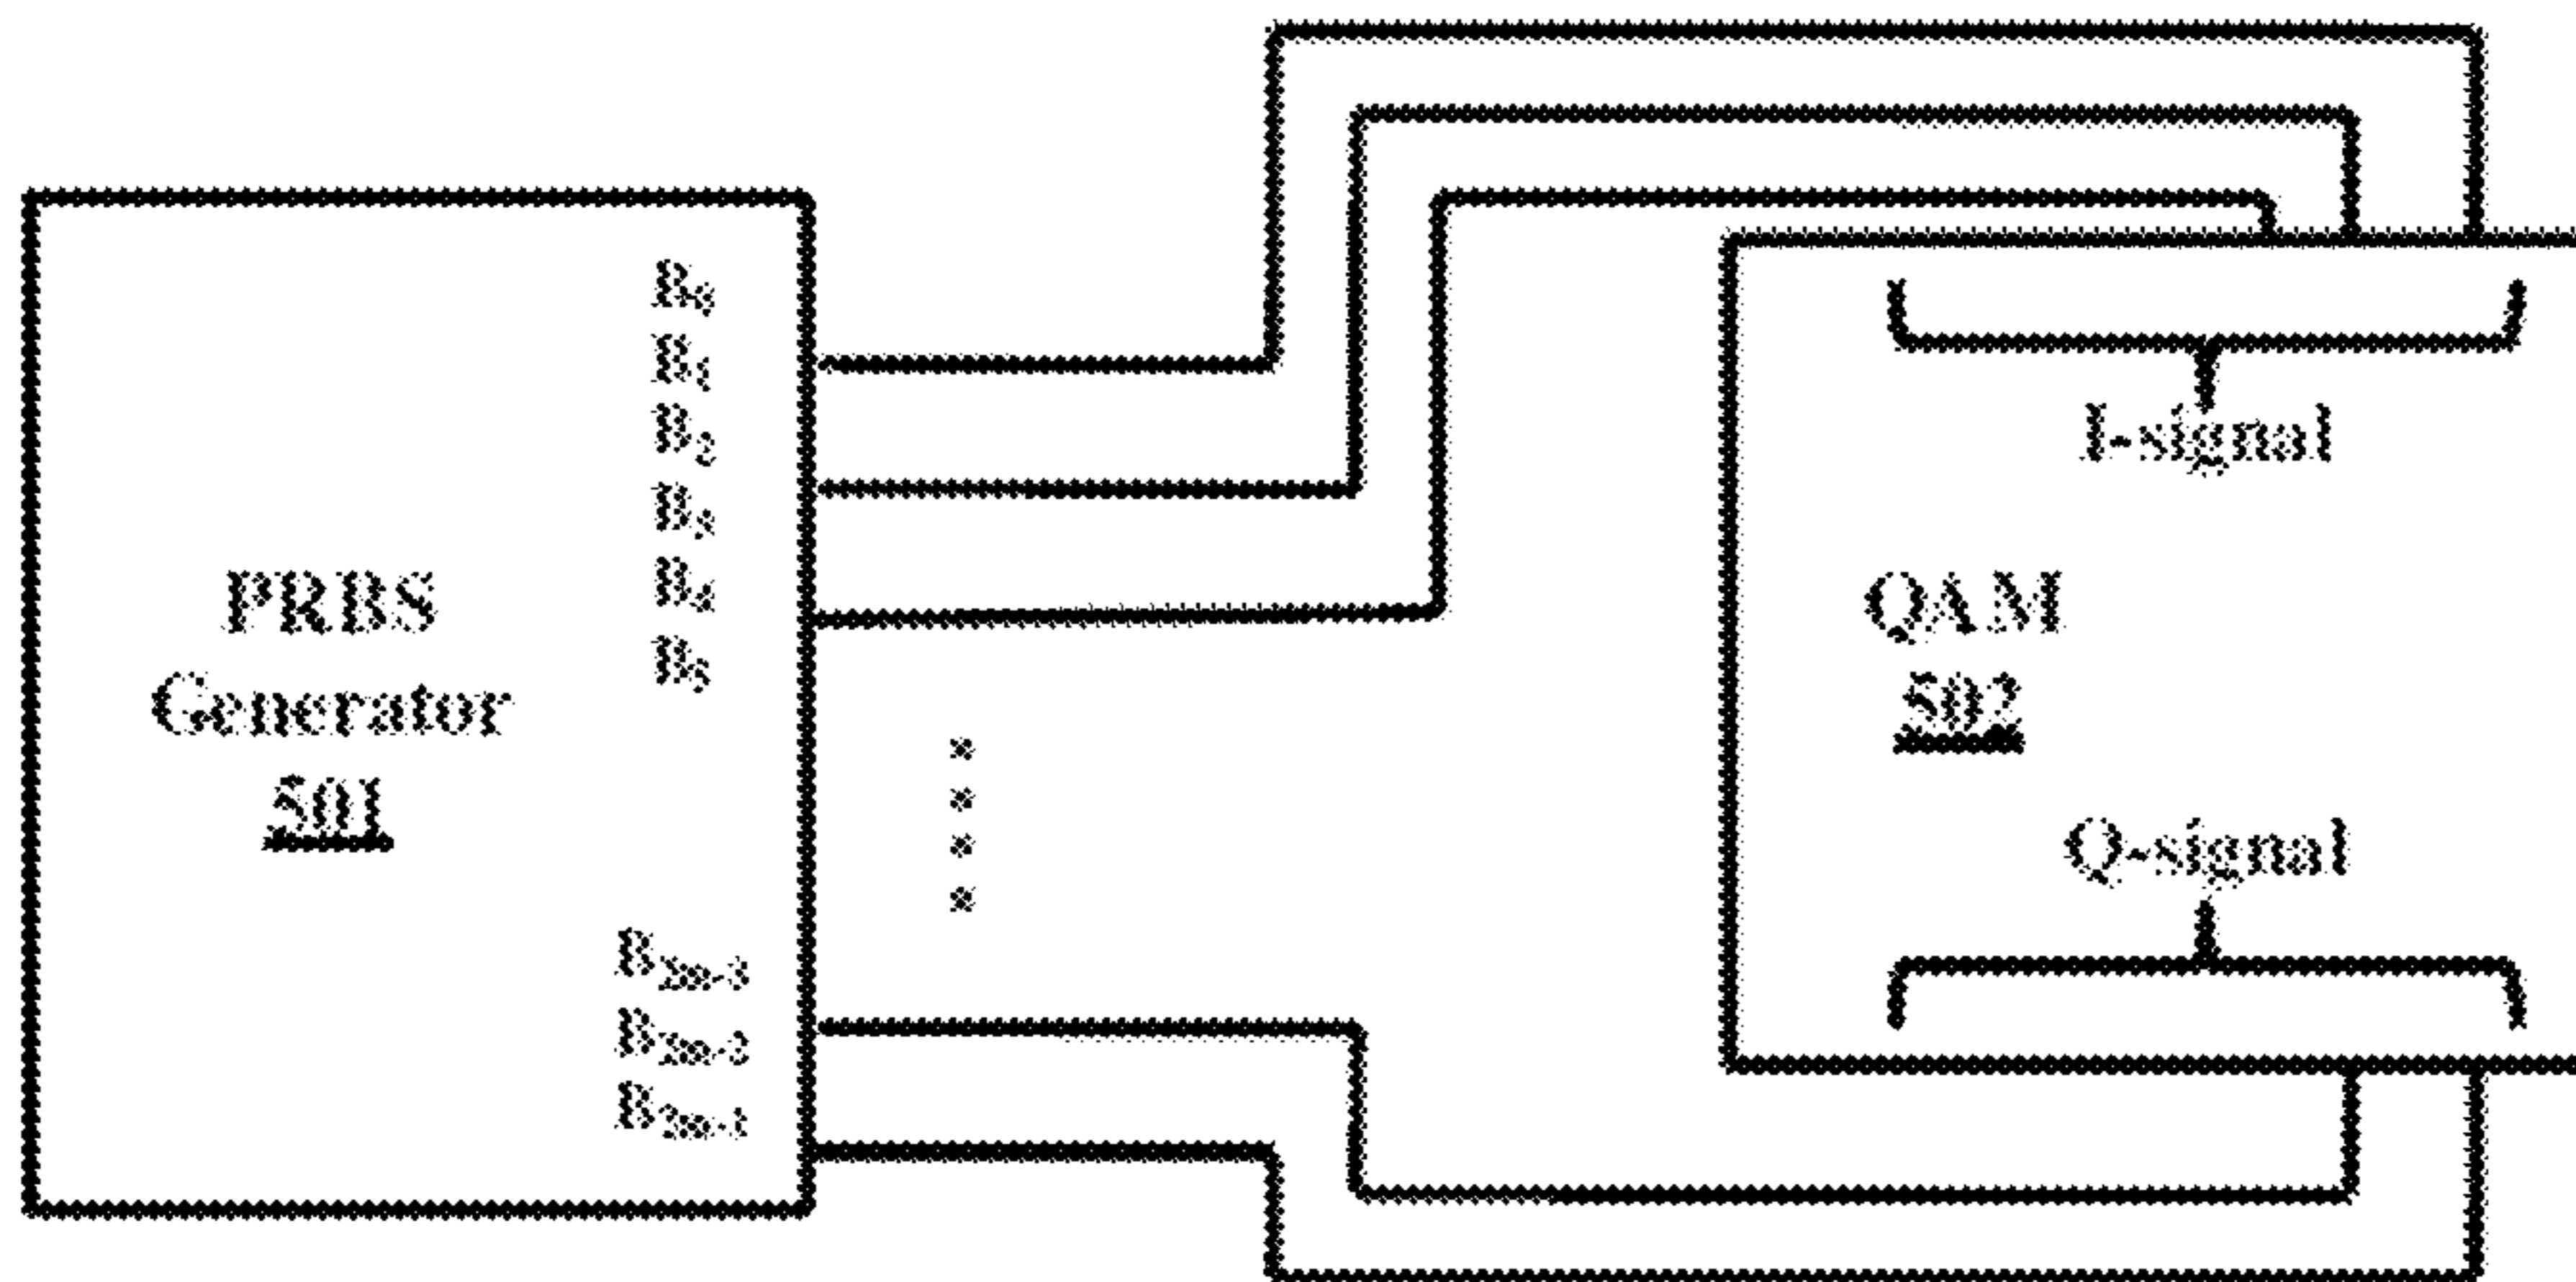 B₀
B₁
B₂
B₃
B₄
B₅
PRBS
Generator
501
B₂ₘ₋₃
B₂ₘ₋₂
B₂ₘ₋₁
I-signal
QAM
502
Q-signal